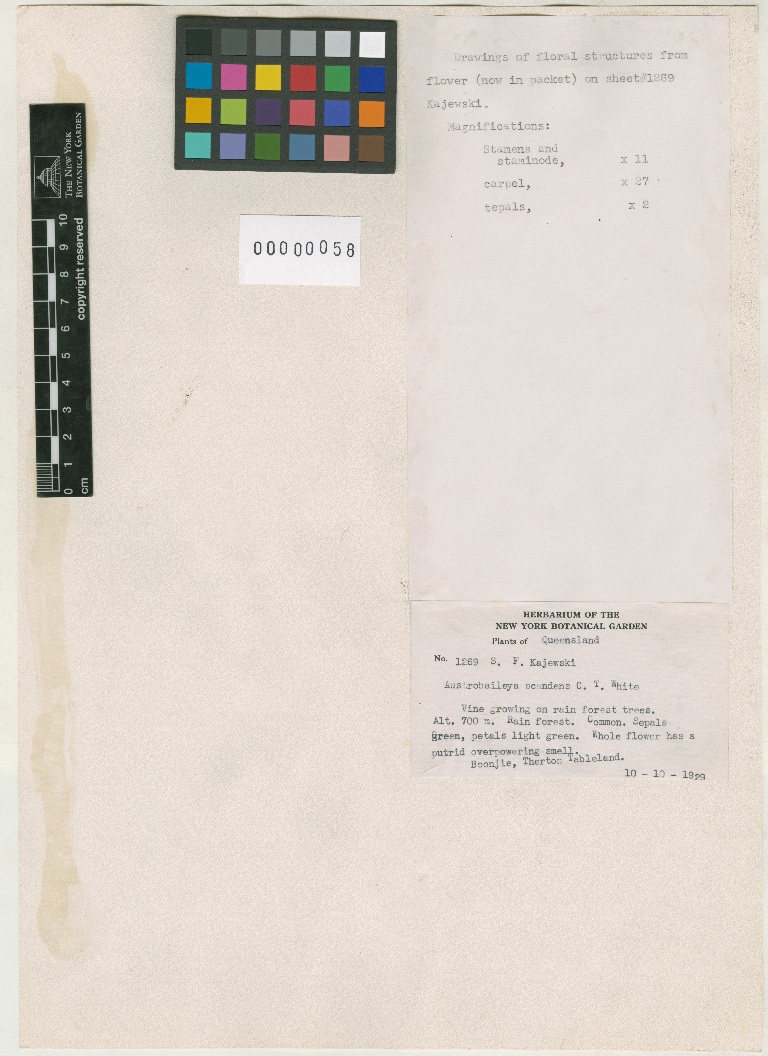 Drawings of floral structures from
flower (now in packet) on sheet#1289
Kajewski.
Magnifications:
Stamens and
staminode, x 11
carpel, x 27
tepals, x 2
THE NEW YORK
BOTANICAL GARDEN
0 1 2 3 4 5 6 7 8 9 10
cm
copyright reserved
00000058
HERBARIUM OF THE
NEW YORK BOTANICAL GARDEN
Plants of Queensland
No. 1289 S. F. Kajewski
Austrobaileya scandens C. T. White
Vine growing on rain forest trees.
Alt. 700 m. Rain forest. Common. Sepals
green, petals light green. Whole flower has a
putrid overpowering smell.
Boonjie, Therton Tableland.
10 - 10 - 1929